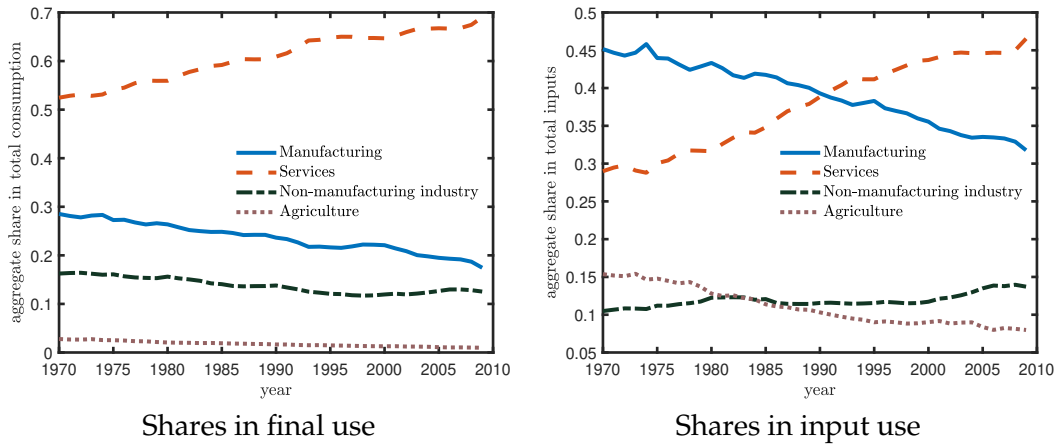 0.7
0.6
0.5
0.4
0.3
0.2
0.1
0
aggregate share in total consumption
Manufacturing
Services
Non-manufacturing industry
Agriculture
1970 1975 1980 1985 1990 1995 2000 2005 2010
year
Shares in final use
0.45
0.4
0.35
0.3
0.25
0.2
0.15
0.1
0.05
aggregate share in total inputs
Manufacturing
Services
Non-manufacturing industry
Agriculture
1970 1975 1980 1985 1990 1995 2000 2005 2010
year
Shares in input use